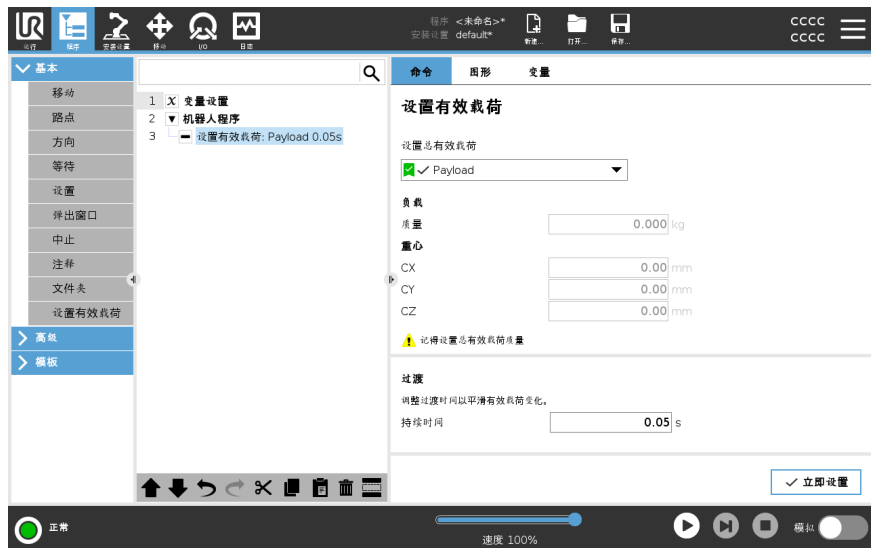 程序 <未命名>*
安装设置 default*
UR
运行 程序 安装设置 移动 I/O 日志
新建... 打开... 保存...
CCCC
CCCC
基本
移动
路点
方向
等待
设置
弹出窗口
中止
注释
文件夹
设置有效载荷
高级
模板
1 X 变量设置
2 机器人程序
3 设置有效载荷: Payload 0.05s
命令 图形 变量
设置有效载荷
设置总有效载荷
Payload
负载
质量 0.000 kg
重心
CX 0.00 mm
CY 0.00 mm
CZ 0.00 mm
记得设置总有效载荷质量
过渡
调整过渡时间以平滑有效载荷变化。
持续时间 0.05 s
立即设置
正常
速度 100%
模拟